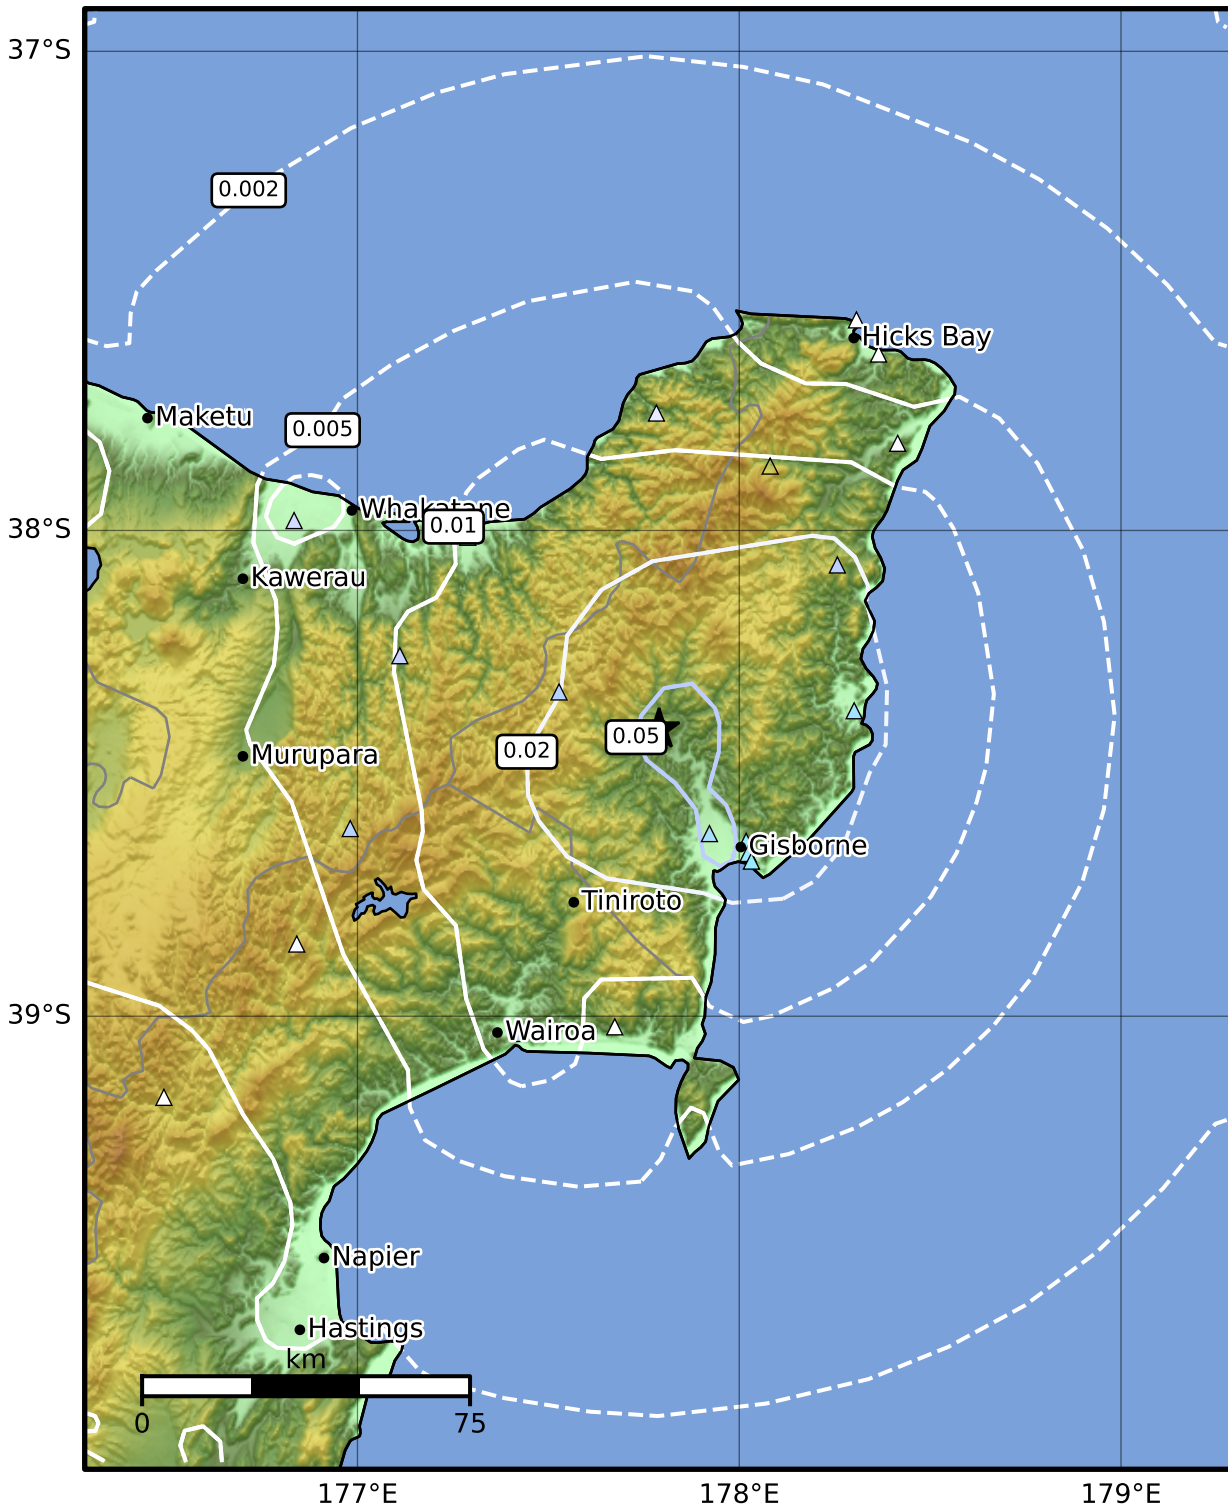 37°S
0.002
Hicks Bay
Maketu
0.005
Whakatane
0.01
38°S
Kawerau
0.05
0.02
Murupara
Gisborne
Tiniroto
39°S
Wairoa
Napier
Hastings
km
0
75
177°E
178°E
179°E